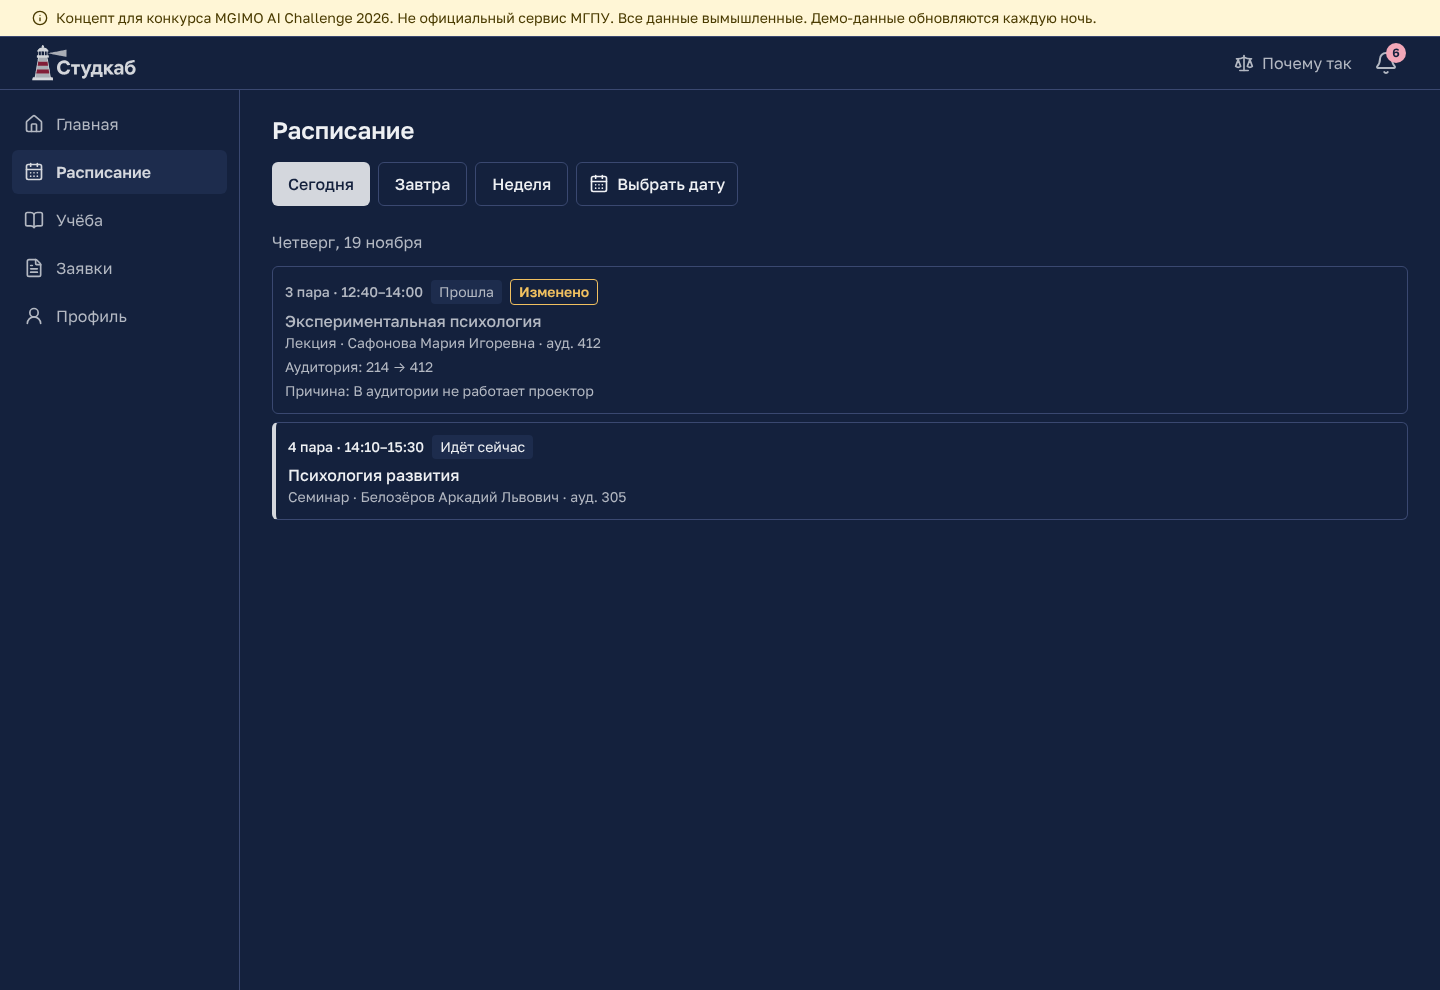 Концепт для конкурса MGIMO AI Challenge 2026. Не официальный сервис МГПУ. Все данные вымышленные. Демо-данные обновляются каждую ночь.
Студкаб
Почему так
6
Главная
Расписание
Учёба
Заявки
Профиль
Расписание
Сегодня
Завтра
Неделя
Выбрать дату
Четверг, 19 ноября
3 пара · 12:40–14:00 Прошла Изменено
Экспериментальная психология
Лекция · Сафонова Мария Игоревна · ауд. 412
Аудитория: 214 → 412
Причина: В аудитории не работает проектор
4 пара · 14:10–15:30 Идёт сейчас
Психология развития
Семинар · Белозёров Аркадий Львович · ауд. 305